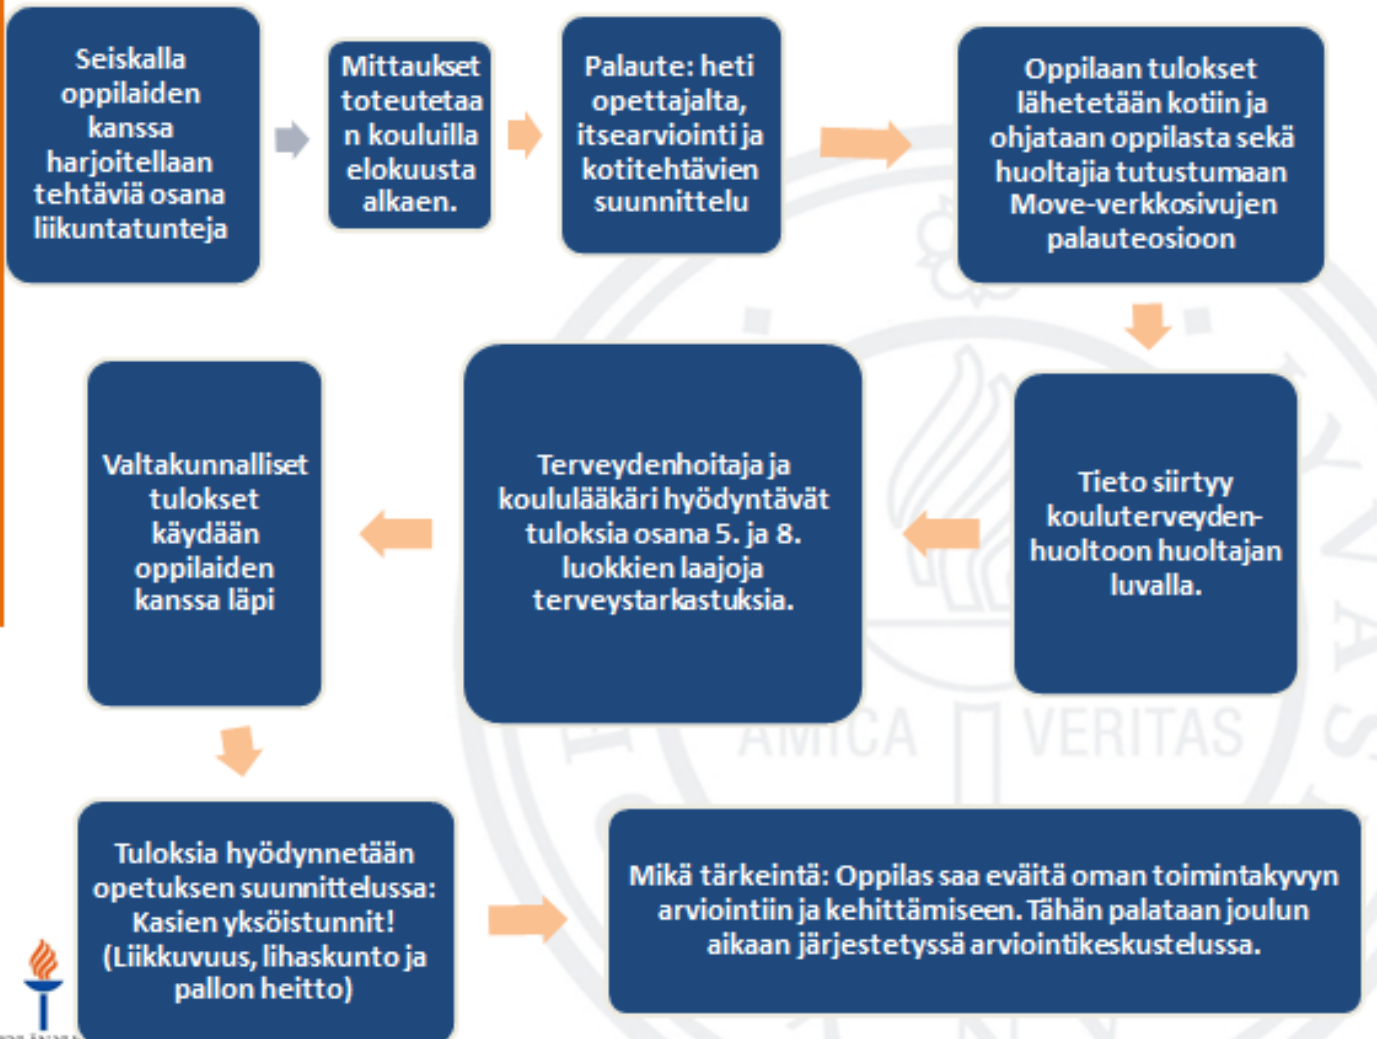 Seiskalla
oppilaiden
kanssa
harjoitellaan
tehtäviä osana
liikuntatunteja
Mittaukset
toteutetaa
n kouluilla
elokuusta
alkaen.
Palaute: heti
opettajalta,
itsearviointi ja
kotitehtävien
suunnittelu
Oppilaan tulokset
lähetetään kotiin ja
ohjataan oppilasta sekä
huoltajia tutustumaan
Move-verkkosivujen
palauteosioon
Tieto siirtyy
kouluterveyden-
huoltoon huoltajan
luvalla.
Terveydenhoitaja ja
koululääkäri hyödyntävät
tuloksia osana 5. ja 8.
luokkien laajoja
terveystarkastuksia.
Valtakunnalliset
tulokset
käydään
oppilaiden
kanssa läpi
Tuloksia hyödynnetään
opetuksen suunnittelussa:
Kasien yksöistunnit!
(Liikkuvuus, lihaskunto ja
pallon heitto)
Mikä tärkeintä: Oppilas saa eväitä oman toimintakyvyn
arviointiin ja kehittämiseen. Tähän palataan joulun
aikaan järjestetyssä arviointikeskustelussa.
AMICA VERITAS